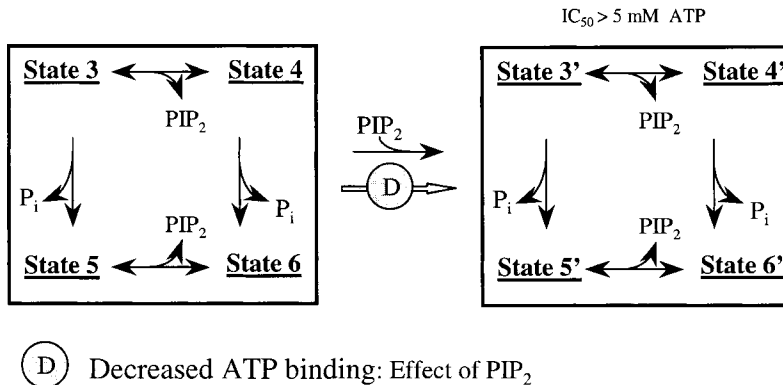 IC₅₀ > 5 mM ATP
State 3 State 4
PIP₂
Pᵢ Pᵢ
PIP₂
State 5 State 6
PIP₂
D
State 3' State 4'
PIP₂
Pᵢ Pᵢ
PIP₂
State 5' State 6'
D Decreased ATP binding: Effect of PIP₂